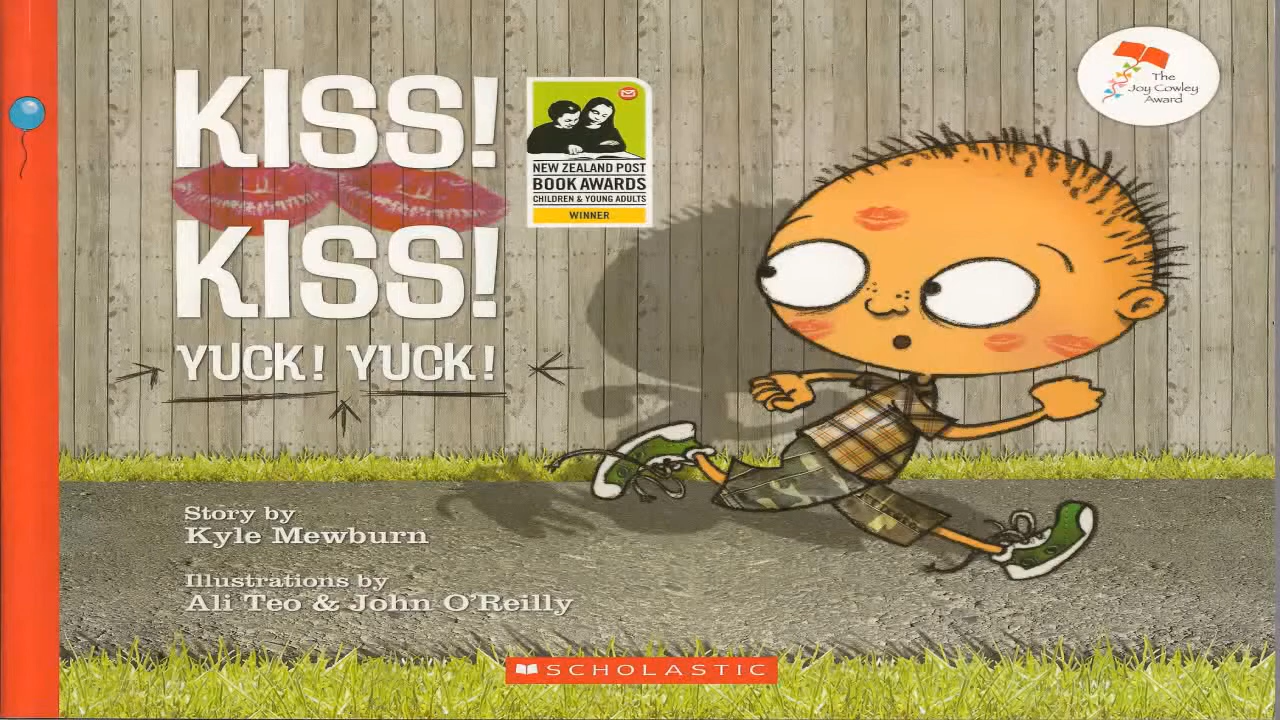 KISS!
KISS!
YUCK! YUCK!
NEW ZEALAND POST
BOOK AWARDS
CHILDREN & YOUNG ADULTS
WINNER
The
Joy Cowley
Award
Story by
Kyle Mewburn
Illustrations by
Ali Teo & John O'Reilly
SCHOLASTIC